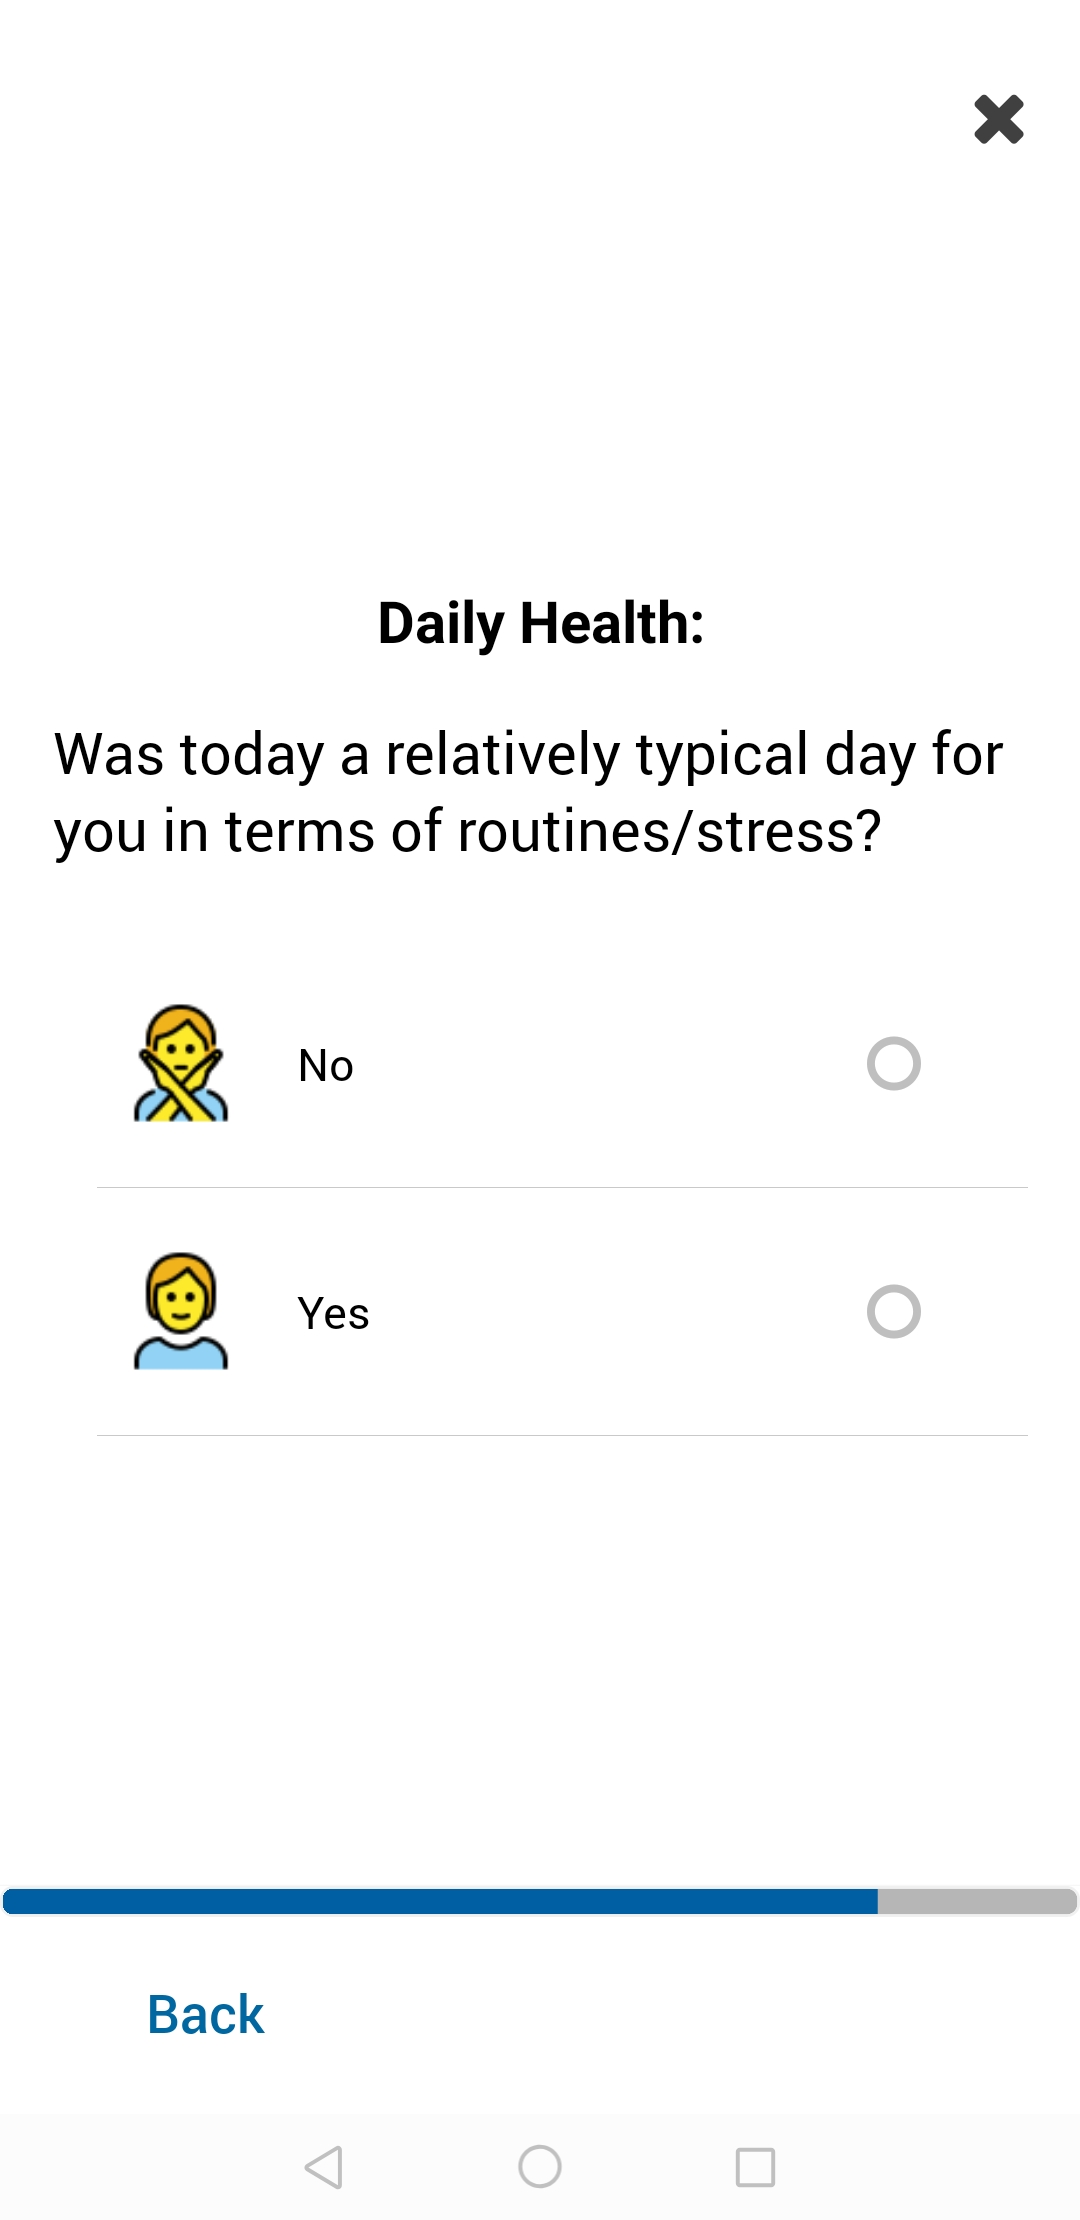 Daily Health:
Was today a relatively typical day for
you in terms of routines/stress?
No
Yes
Back